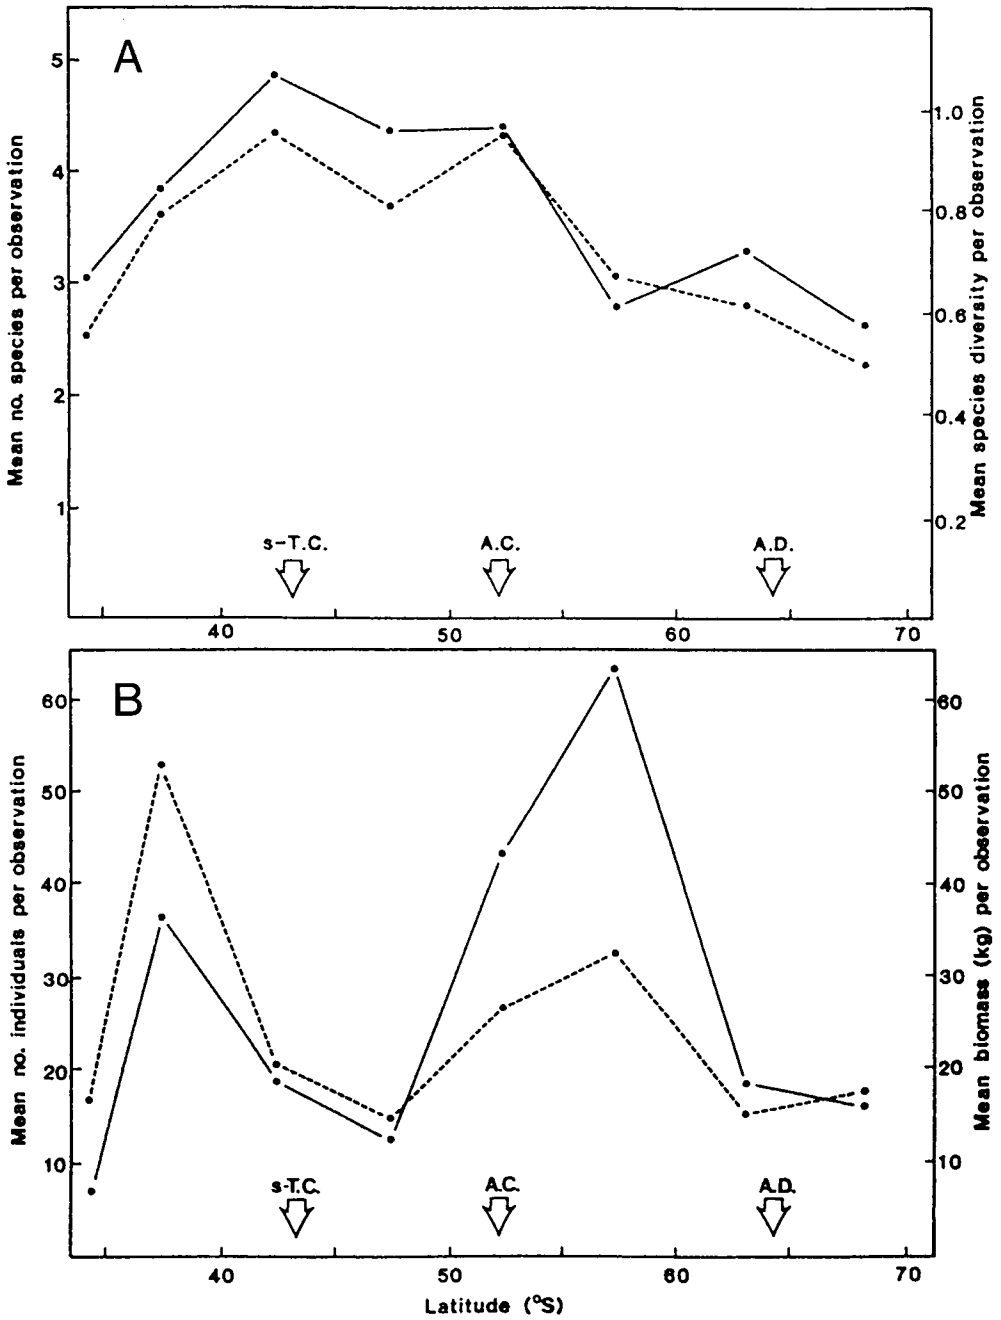 A
Mean no. species per observation
5
4
3
2
1
Mean species diversity per observation
1.0
0.8
0.6
0.4
0.2
s-T.C. A.C. A.D.
40 50 60 70
B
Mean no. individuals per observation
60
50
40
30
20
10
Mean biomass (kg) per observation
60
50
40
30
20
10
s-T.C. A.C. A.D.
40 50 60 70
Latitude (°S)